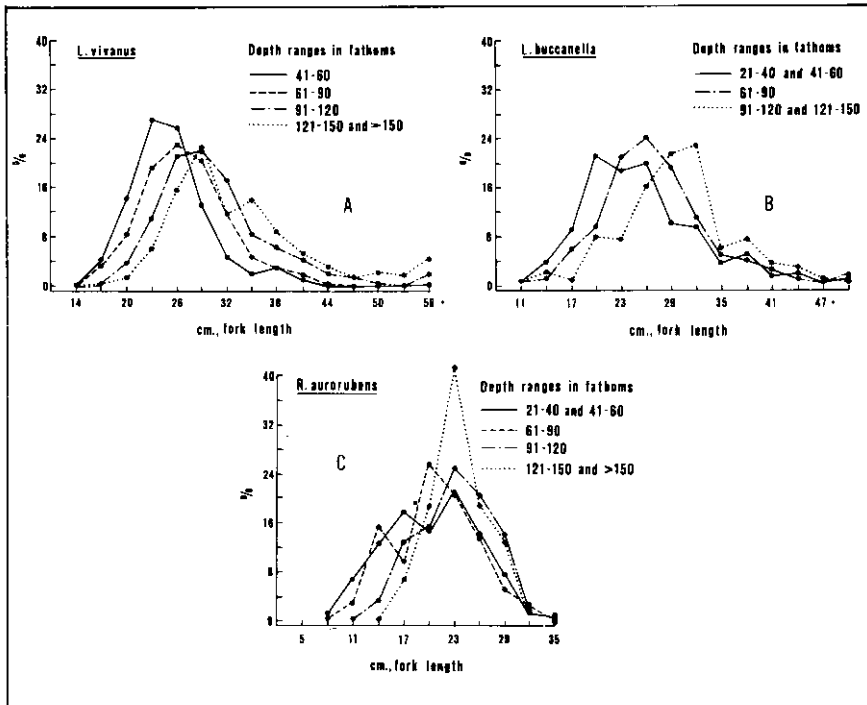 L. vivanus
Depth ranges in fathoms
41-60
61-90
91-120
121-150 and >150
40
32
24
16
8
0
%
A
14 20 26 32 38 44 50 56 +
cm., fork length
L. buccanella
Depth ranges in fathoms
21-40 and 41-60
61-90
91-120 and 121-150
40
32
24
16
8
0
%
B
11 17 23 29 35 41 47 +
cm., fork length
R. aurorubens
Depth ranges in fathoms
21-40 and 41-60
61-90
91-120
121-150 and >150
40
32
24
16
8
0
%
C
5 11 17 23 29 35
cm., fork length